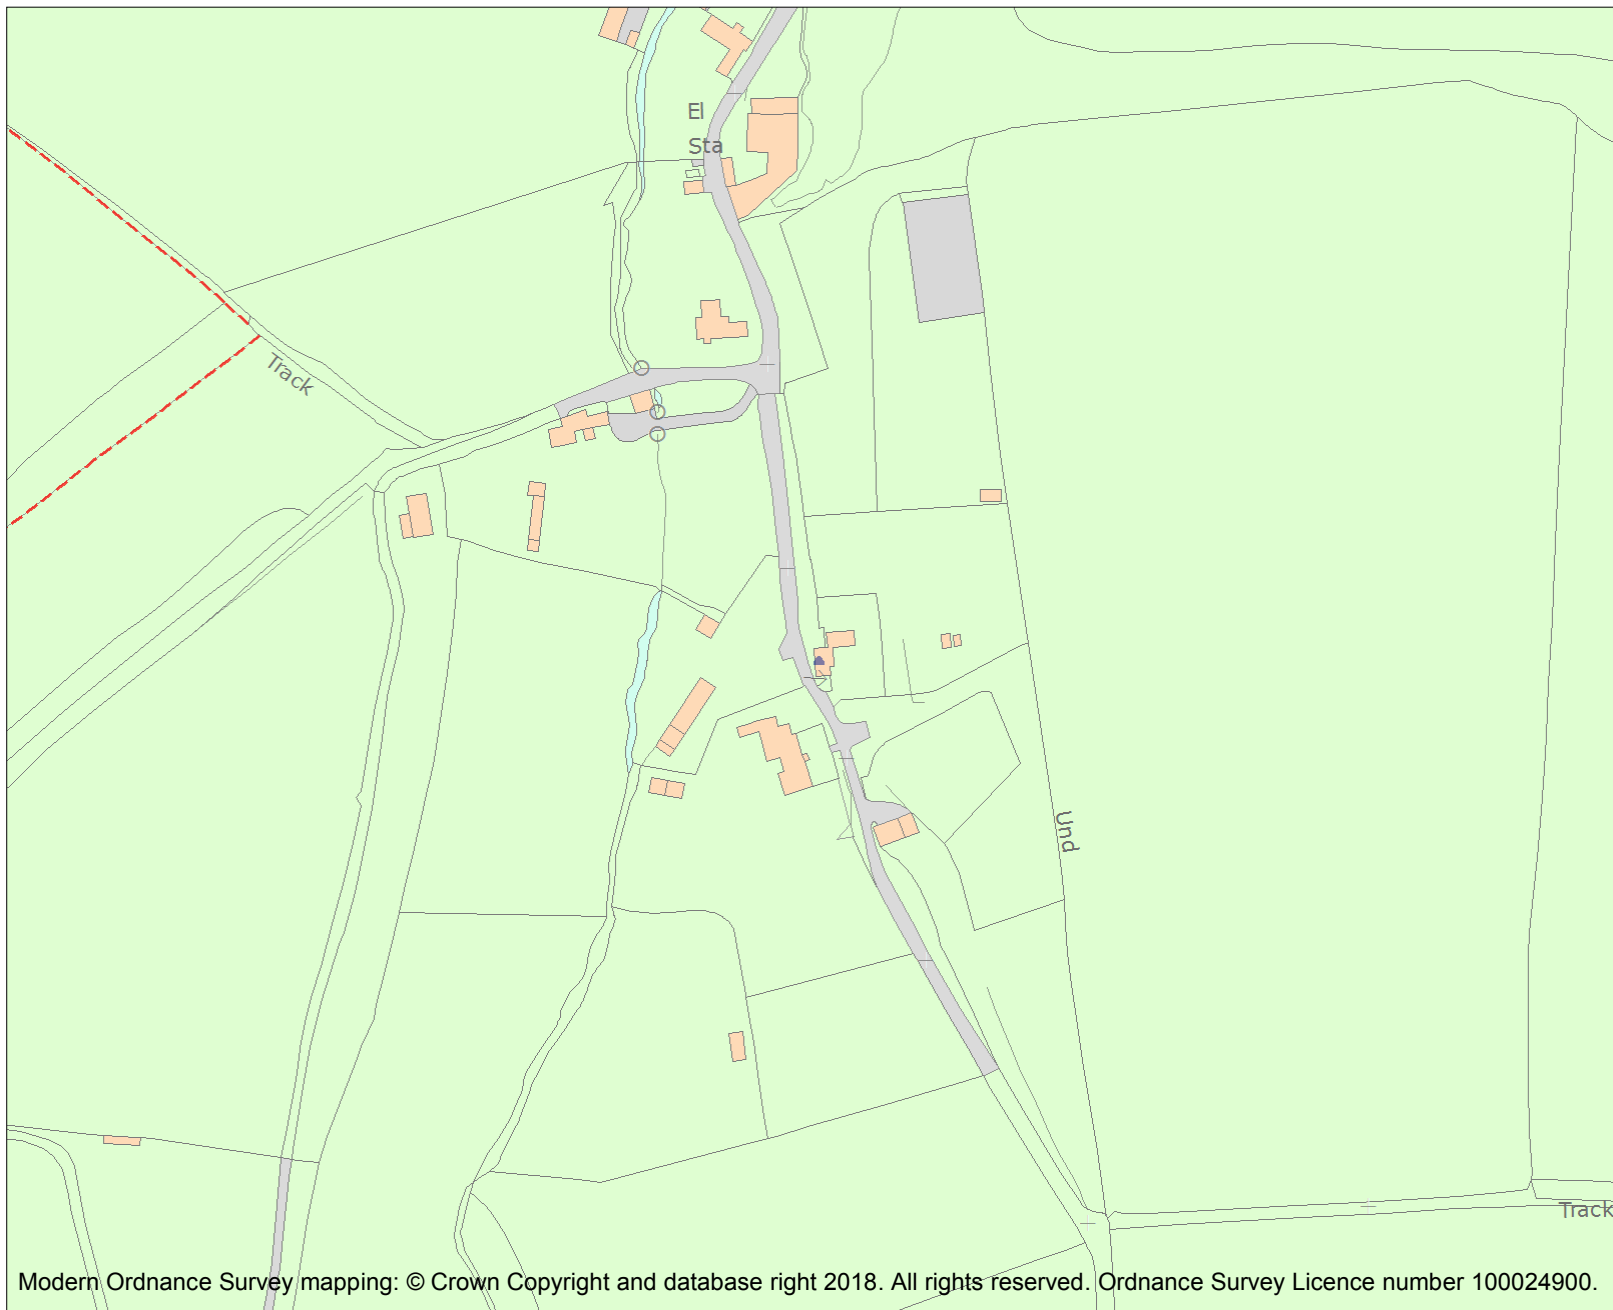 El
Sta
Track
Und
Track
Modern Ordnance Survey mapping: © Crown Copyright and database right 2018. All rights reserved. Ordnance Survey Licence number 100024900.